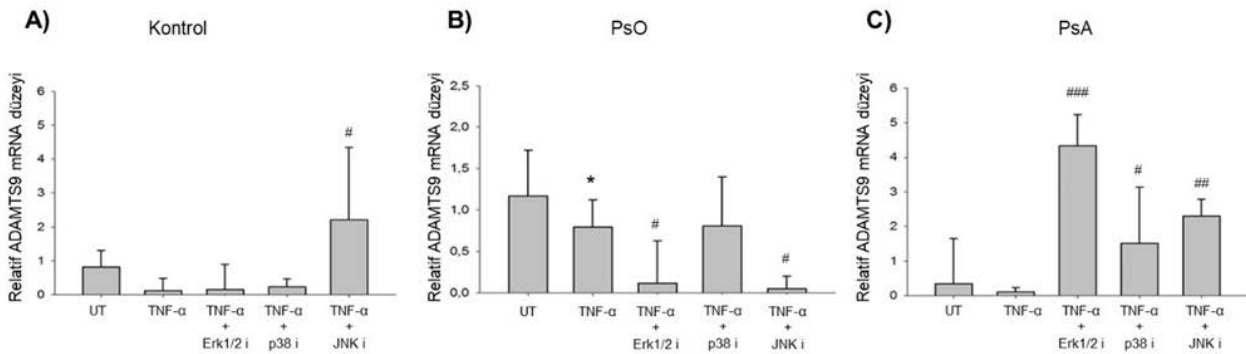 A)
Kontrol
Relatif ADAMTS9 mRNA düzeyi
6
5
4
3
2
1
0
#
UT TNF-α TNF-α TNF-α TNF-α
+ + +
Erk1/2 i p38 i JNK i
B)
PsO
Relatif ADAMTS9 mRNA düzeyi
2,5
2,0
1,5
1,0
0,5
0,0
*
#
#
UT TNF-α TNF-α TNF-α TNF-α
+ + +
Erk1/2 i p38 i JNK i
C)
PsA
Relatif ADAMTS9 mRNA düzeyi
6
5
4
3
2
1
0
###
#
##
UT TNF-α TNF-α TNF-α TNF-α
+ + +
Erk1/2 i p38 i JNK i